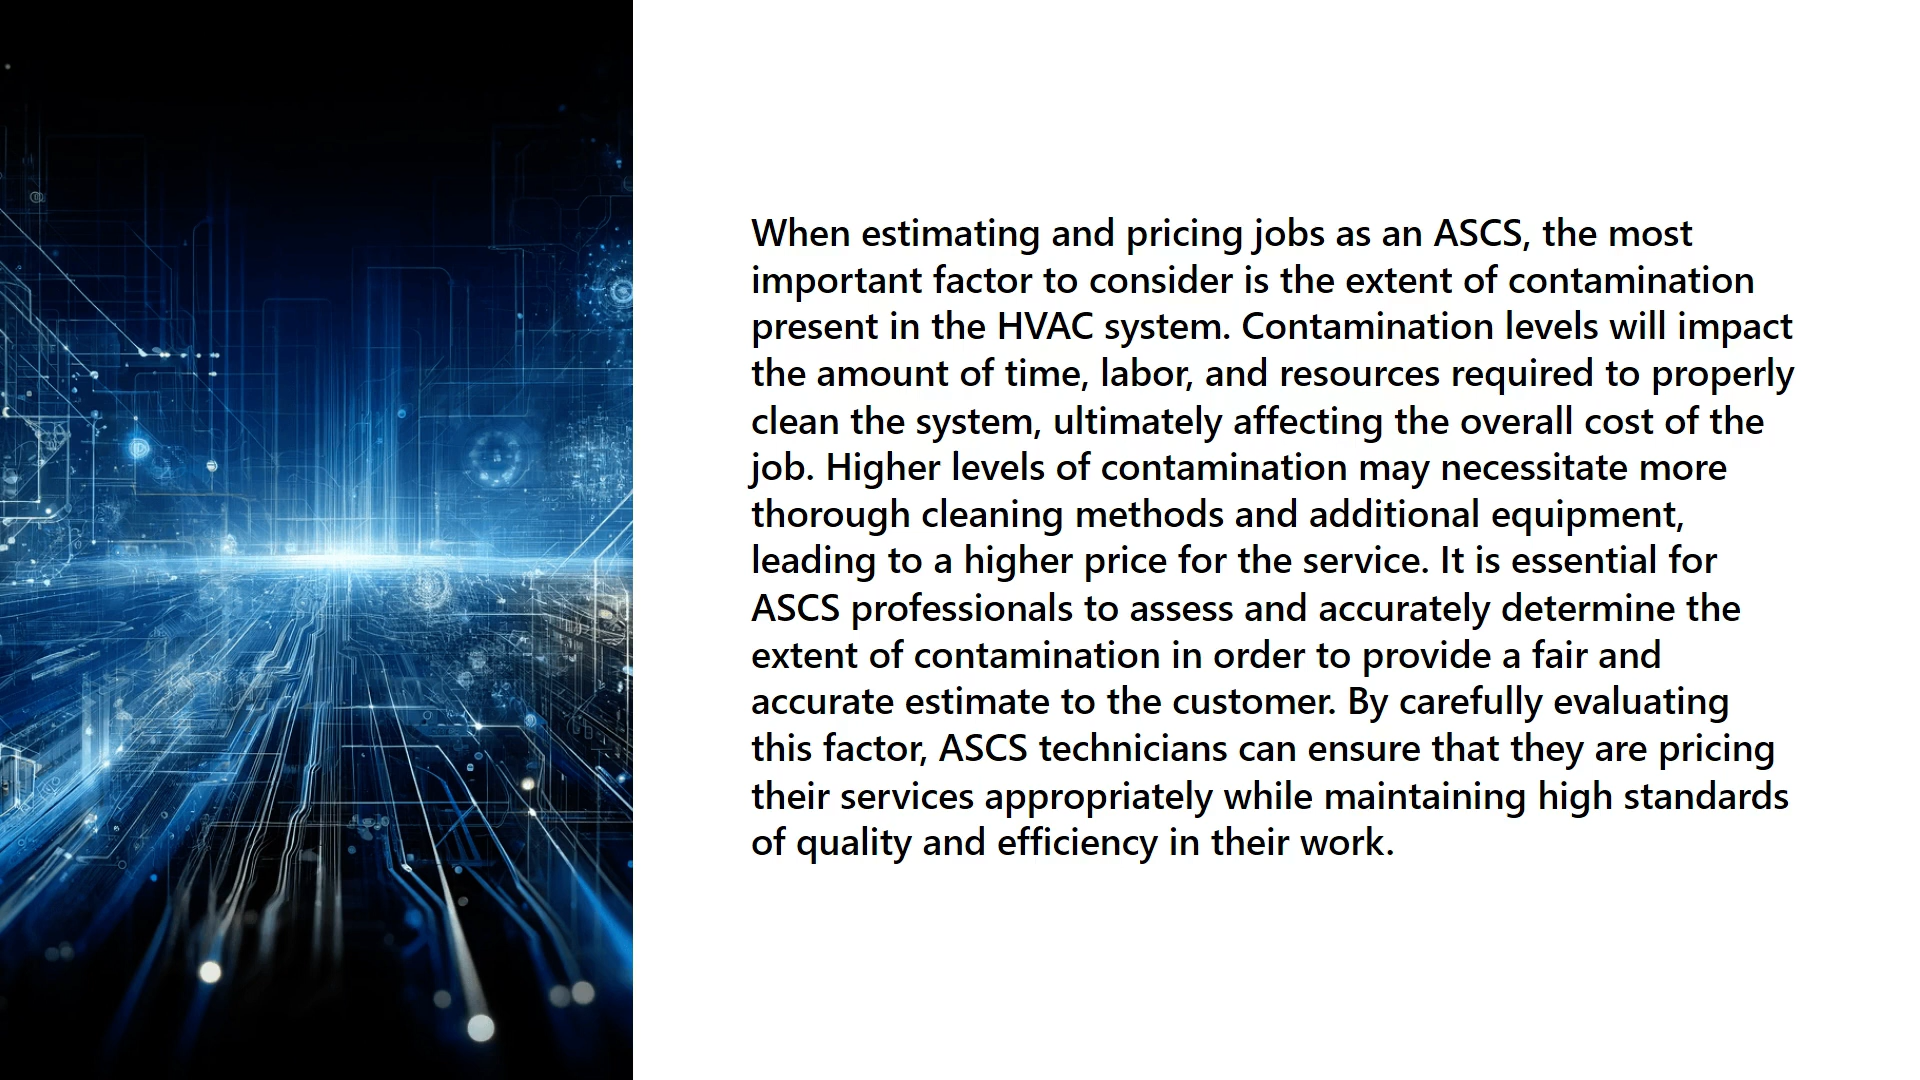 When estimating and pricing jobs as an ASCS, the most
important factor to consider is the extent of contamination
present in the HVAC system. Contamination levels will impact
the amount of time, labor, and resources required to properly
clean the system, ultimately affecting the overall cost of the
job. Higher levels of contamination may necessitate more
thorough cleaning methods and additional equipment,
leading to a higher price for the service. It is essential for
ASCS professionals to assess and accurately determine the
extent of contamination in order to provide a fair and
accurate estimate to the customer. By carefully evaluating
this factor, ASCS technicians can ensure that they are pricing
their services appropriately while maintaining high standards
of quality and efficiency in their work.